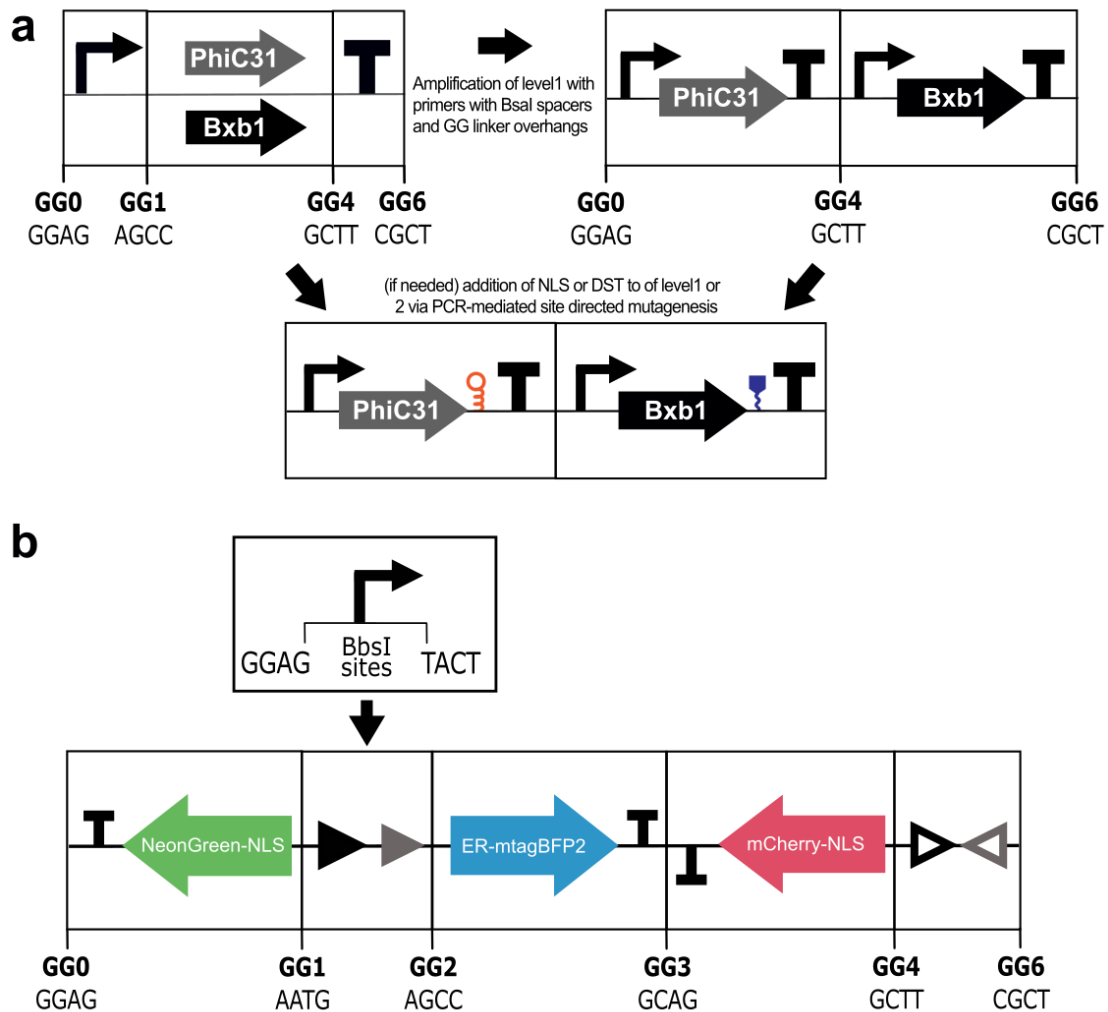 a
PhiC31
Bxb1
Amplification of level1 with
primers with BsaI spacers
and GG linker overhangs
PhiC31
Bxb1
GG0 GG1 GG4 GG6
GGAG AGCC GCTT CGCT
GG0 GG4 GG6
GGAG GCTT CGCT
(if needed) addition of NLS or DST to of level1 or
2 via PCR-mediated site directed mutagenesis
PhiC31
Bxb1
b
GGAG BbsI sites TACT
NeonGreen-NLS
ER-mtagBFP2
mCherry-NLS
GG0 GG1 GG2 GG3 GG4 GG6
GGAG AATG AGCC GCAG GCTT CGCT